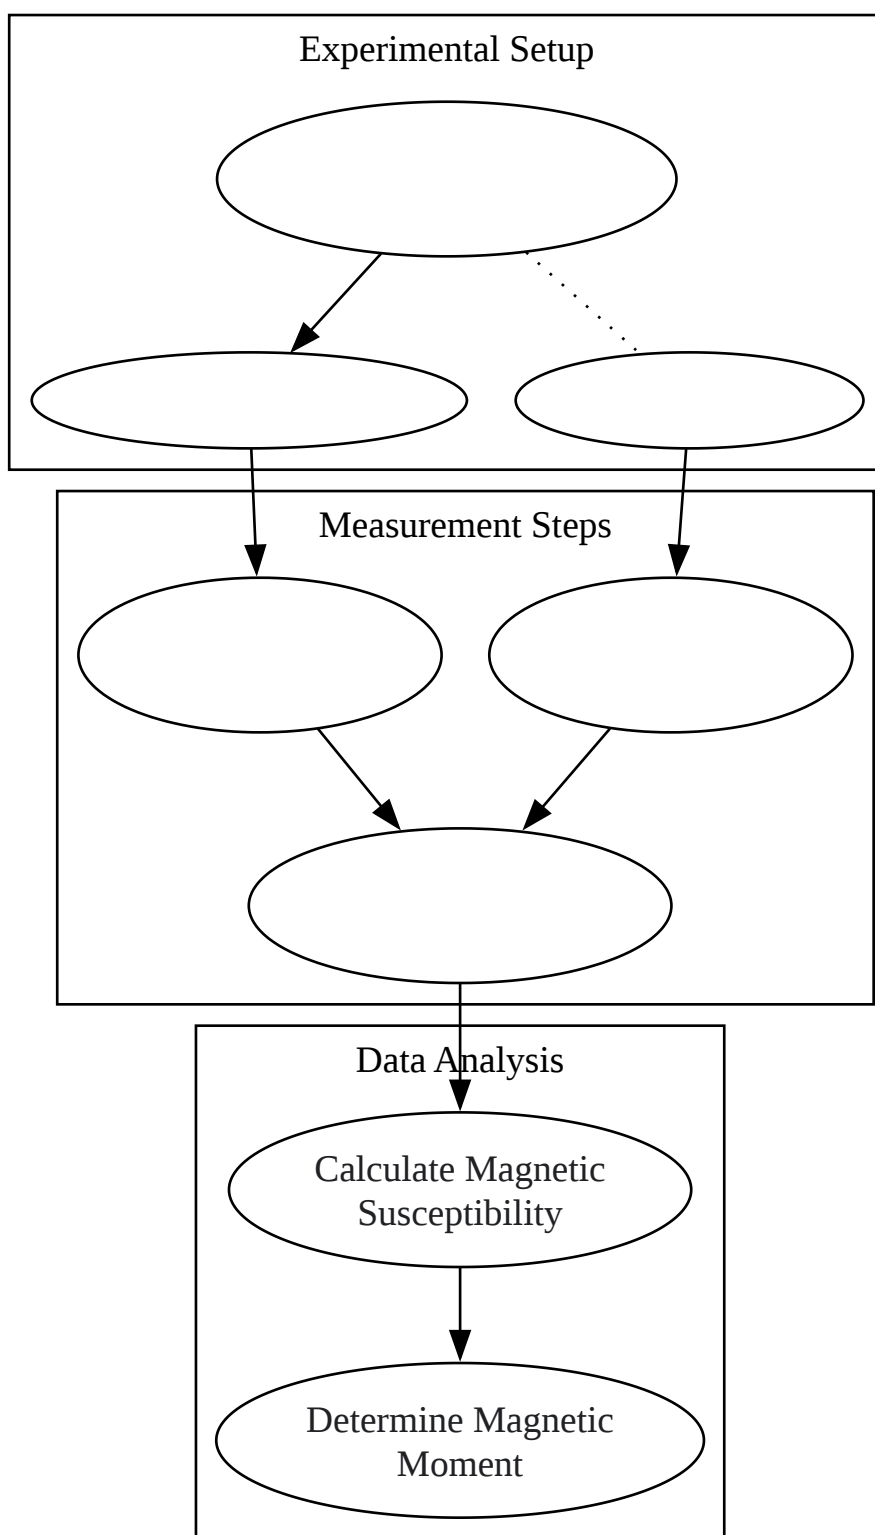 Experimental Setup
Measurement Steps
Data Analysis
Calculate Magnetic
Susceptibility
Determine Magnetic
Moment